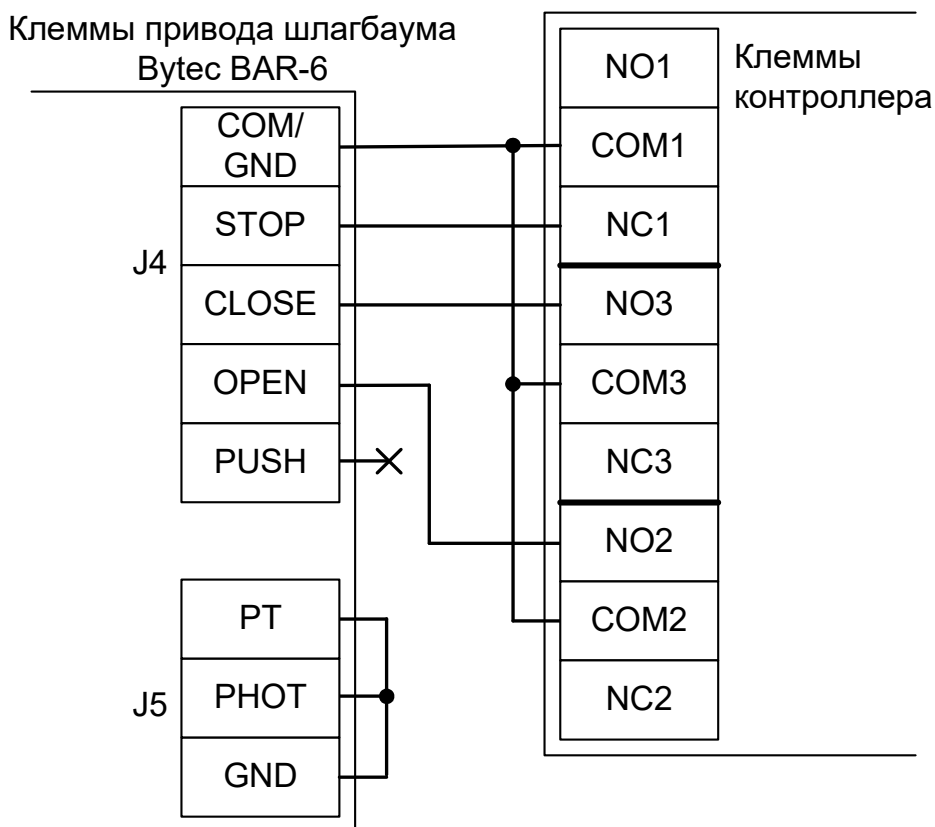 Клеммы привода шлагбаума
Bytec BAR-6
J4
COM/
GND
STOP
CLOSE
OPEN
PUSH
J5
PT
PHOT
GND
Клеммы
контроллера
NO1
COM1
NC1
NO3
COM3
NC3
NO2
COM2
NC2